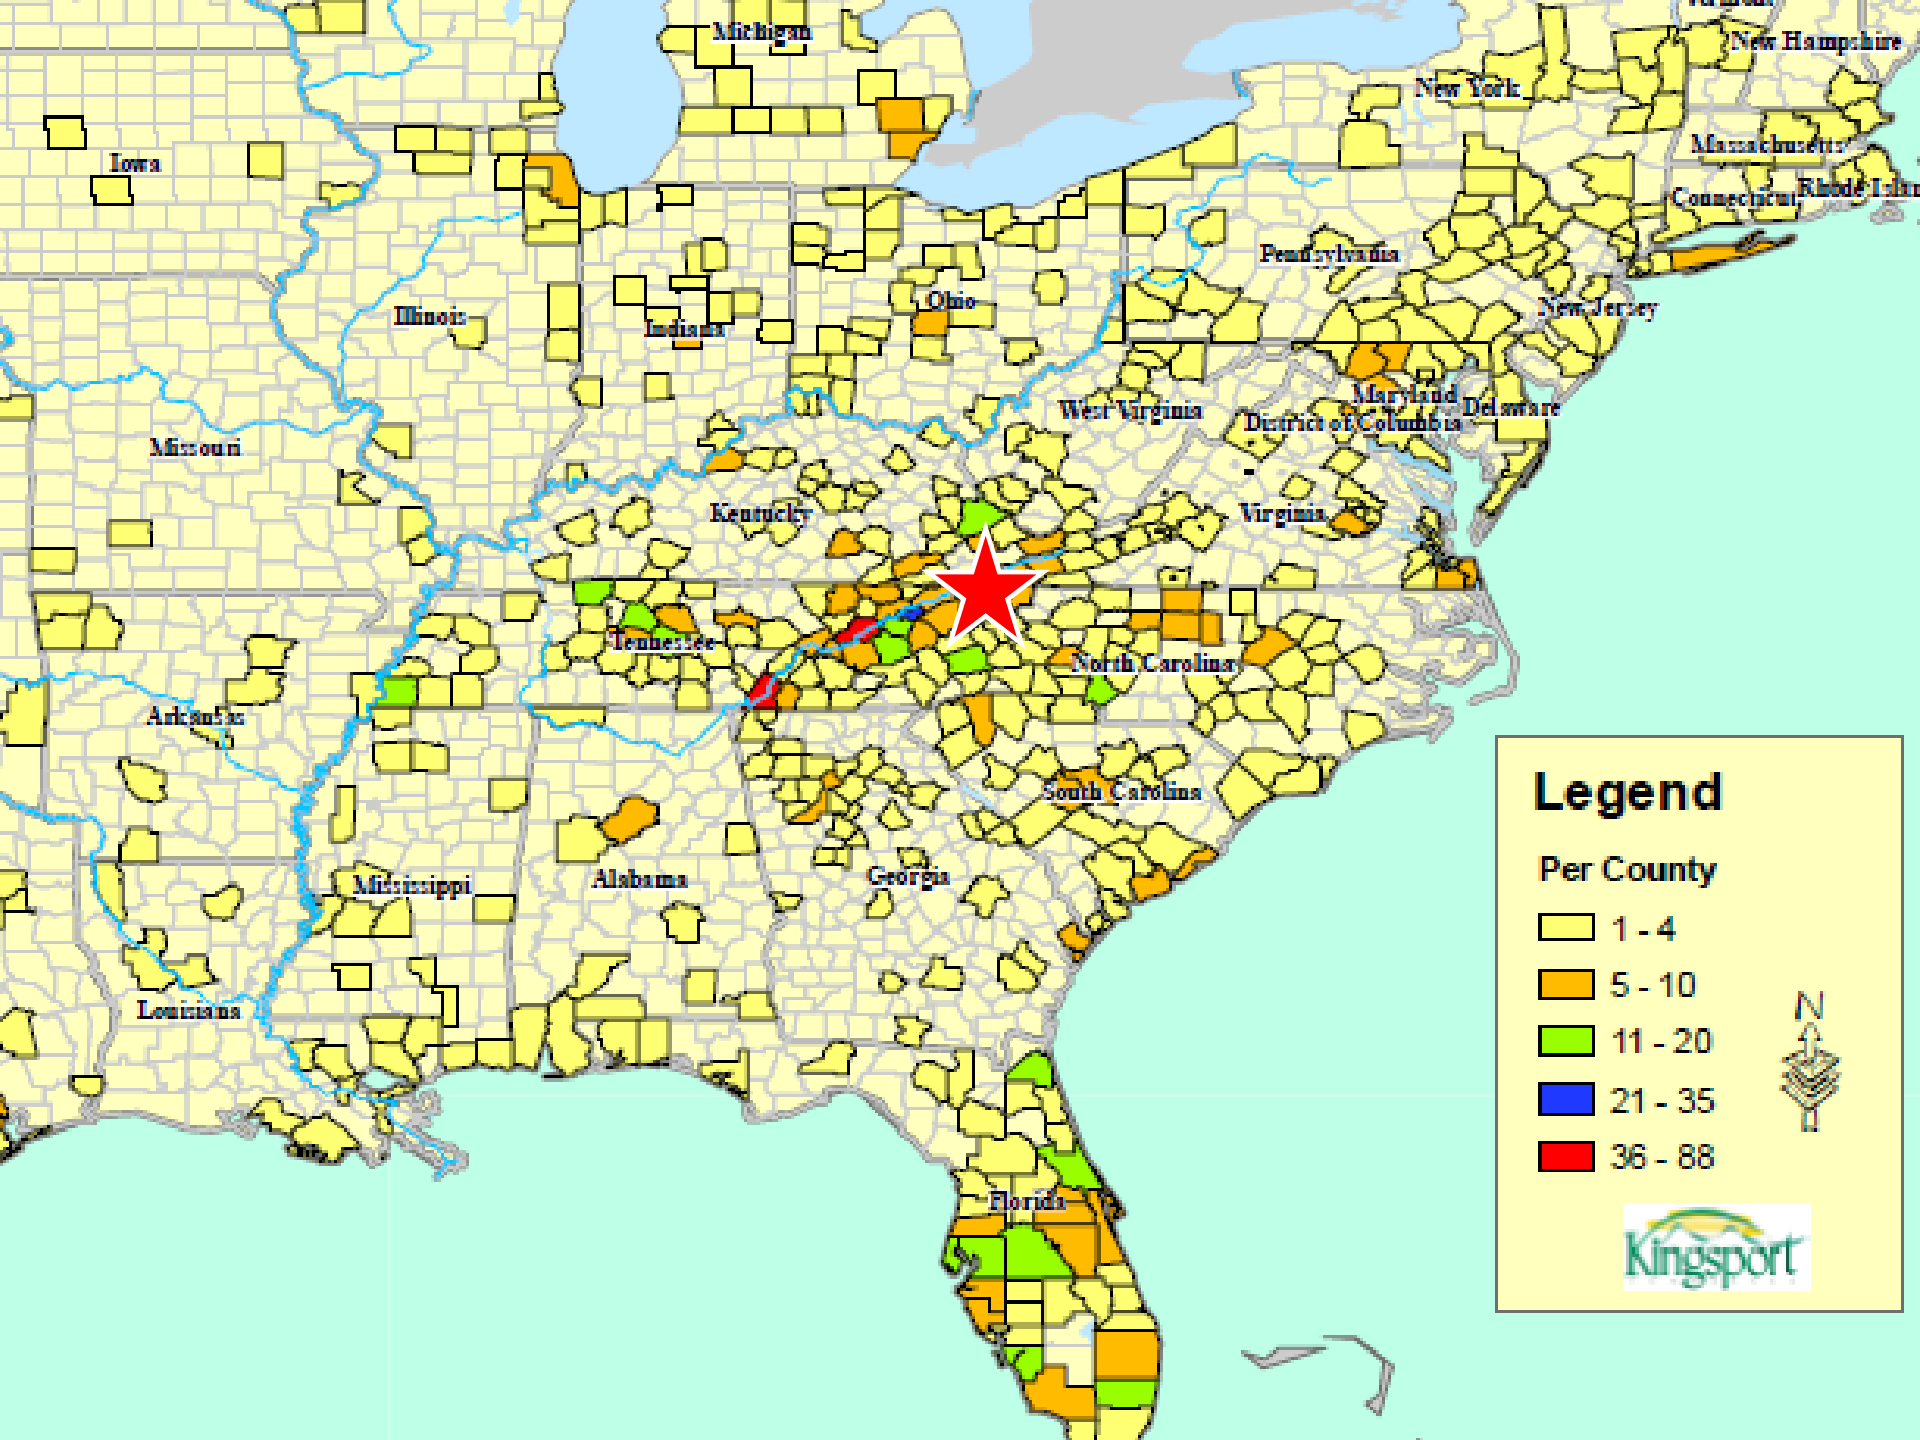 Vermont
Michigan
New Hampshire
New York
Massachusetts
Iowa
Connecticut
Rhode Islan
Pennsylvania
Ohio
New Jersey
Illinois
Indiana
Maryland
Delaware
West Virginia
District of Columbia
Missouri
Kentucky
Virginia
Tennessee
North Carolina
Arkansas
South Carolina
Mississippi
Alabama
Georgia
Louisiana
Florida
Legend
Per County
1 - 4
5 - 10
11 - 20
21 - 35
36 - 88
N
Kingsport